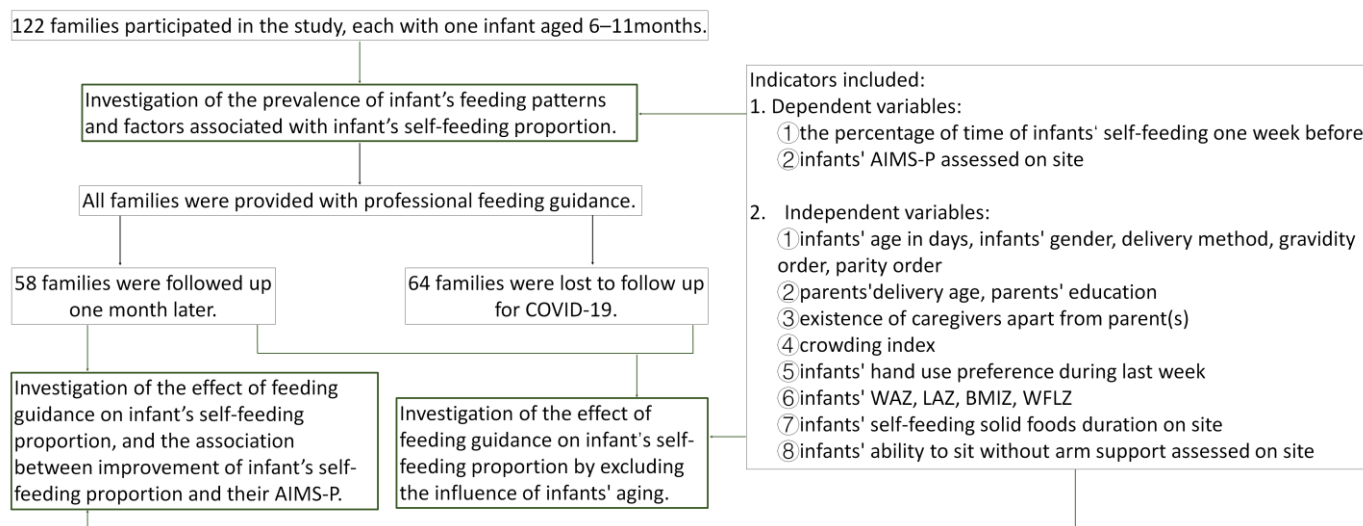 122 families participated in the study, each with one infant aged 6–11months.
Investigation of the prevalence of infant’s feeding patterns
and factors associated with infant’s self-feeding proportion.
All families were provided with professional feeding guidance.
58 families were followed up
one month later.
64 families were lost to follow up
for COVID-19.
Investigation of the effect of feeding
guidance on infant’s self-feeding
proportion, and the association
between improvement of infant’s self-
feeding proportion and their AIMS-P.
Investigation of the effect of
feeding guidance on infant's self-
feeding proportion by excluding
the influence of infants' aging.
Indicators included:
1. Dependent variables:
①the percentage of time of infants' self-feeding one week before
②infants' AIMS-P assessed on site
2. Independent variables:
①infants' age in days, infants' gender, delivery method, gravidity
order, parity order
②parents'delivery age, parents' education
③existence of caregivers apart from parent(s)
④crowding index
⑤infants' hand use preference during last week
⑥infants' WAZ, LAZ, BMIZ, WFLZ
⑦infants' self-feeding solid foods duration on site
⑧infants' ability to sit without arm support assessed on site